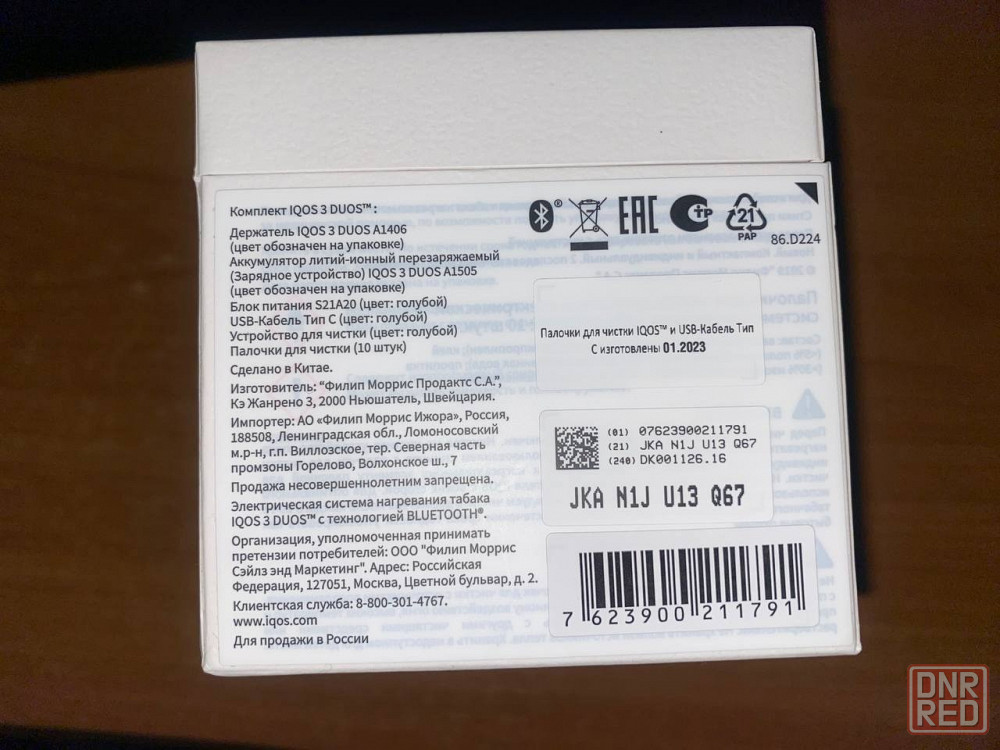 Комплект IQOS 3 DUOS™ :
Держатель IQOS 3 DUOS A1406
(цвет обозначен на упаковке)
Аккумулятор литий-ионный перезаряжаемый
(Зарядное устройство) IQOS 3 DUOS A1505
(цвет обозначен на упаковке)
Блок питания S21A20 (цвет: голубой)
USB-Кабель Тип C (цвет: голубой)
Устройство для чистки (цвет: голубой)
Палочки для чистки (10 штук)
Сделано в Китае.
Изготовитель: "Филип Моррис Продактс С.А.",
Кэ Жанрено 3, 2000 Ньюшатель, Швейцария.
Импортер: АО «Филип Моррис Ижора», Россия,
188508, Ленинградская обл., Ломоносовский
м.р-н, г.п. Виллозское, тер. Северная часть
промзоны Горелово, Волхонское ш., 7
Продажа несовершеннолетним запрещена.
Электрическая система нагревания табака
IQOS 3 DUOS™ с технологией BLUETOOTH®.
Организация, уполномоченная принимать
претензии потребителей: ООО "Филип Моррис
Сэйлз энд Маркетинг". Адрес: Российская
Федерация, 127051, Москва, Цветной бульвар, д. 2.
Клиентская служба: 8-800-301-4767.
www.iqos.com
Для продажи в России
® EAC СТР 21
PAP
86.D224
Палочки для чистки IQOS™ и USB-Кабель Тип
C изготовлены 01.2023
(01) 07623900211791
(21) JKA N1J U13 Q67
(240) DK001126.16
JKA N1J U13 Q67
7 623900 211791
DNR
RED